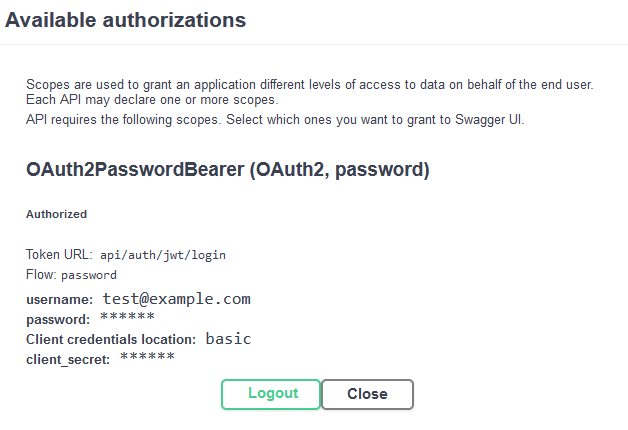 Available authorizations
Scopes are used to grant an application different levels of access to data on behalf of the end user.
Each API may declare one or more scopes.
API requires the following scopes. Select which ones you want to grant to Swagger UI.
OAuth2PasswordBearer (OAuth2, password)
Authorized
Token URL: api/auth/jwt/login
Flow: password
username: test@example.com
password: ******
Client credentials location: basic
client_secret: ******
Logout Close